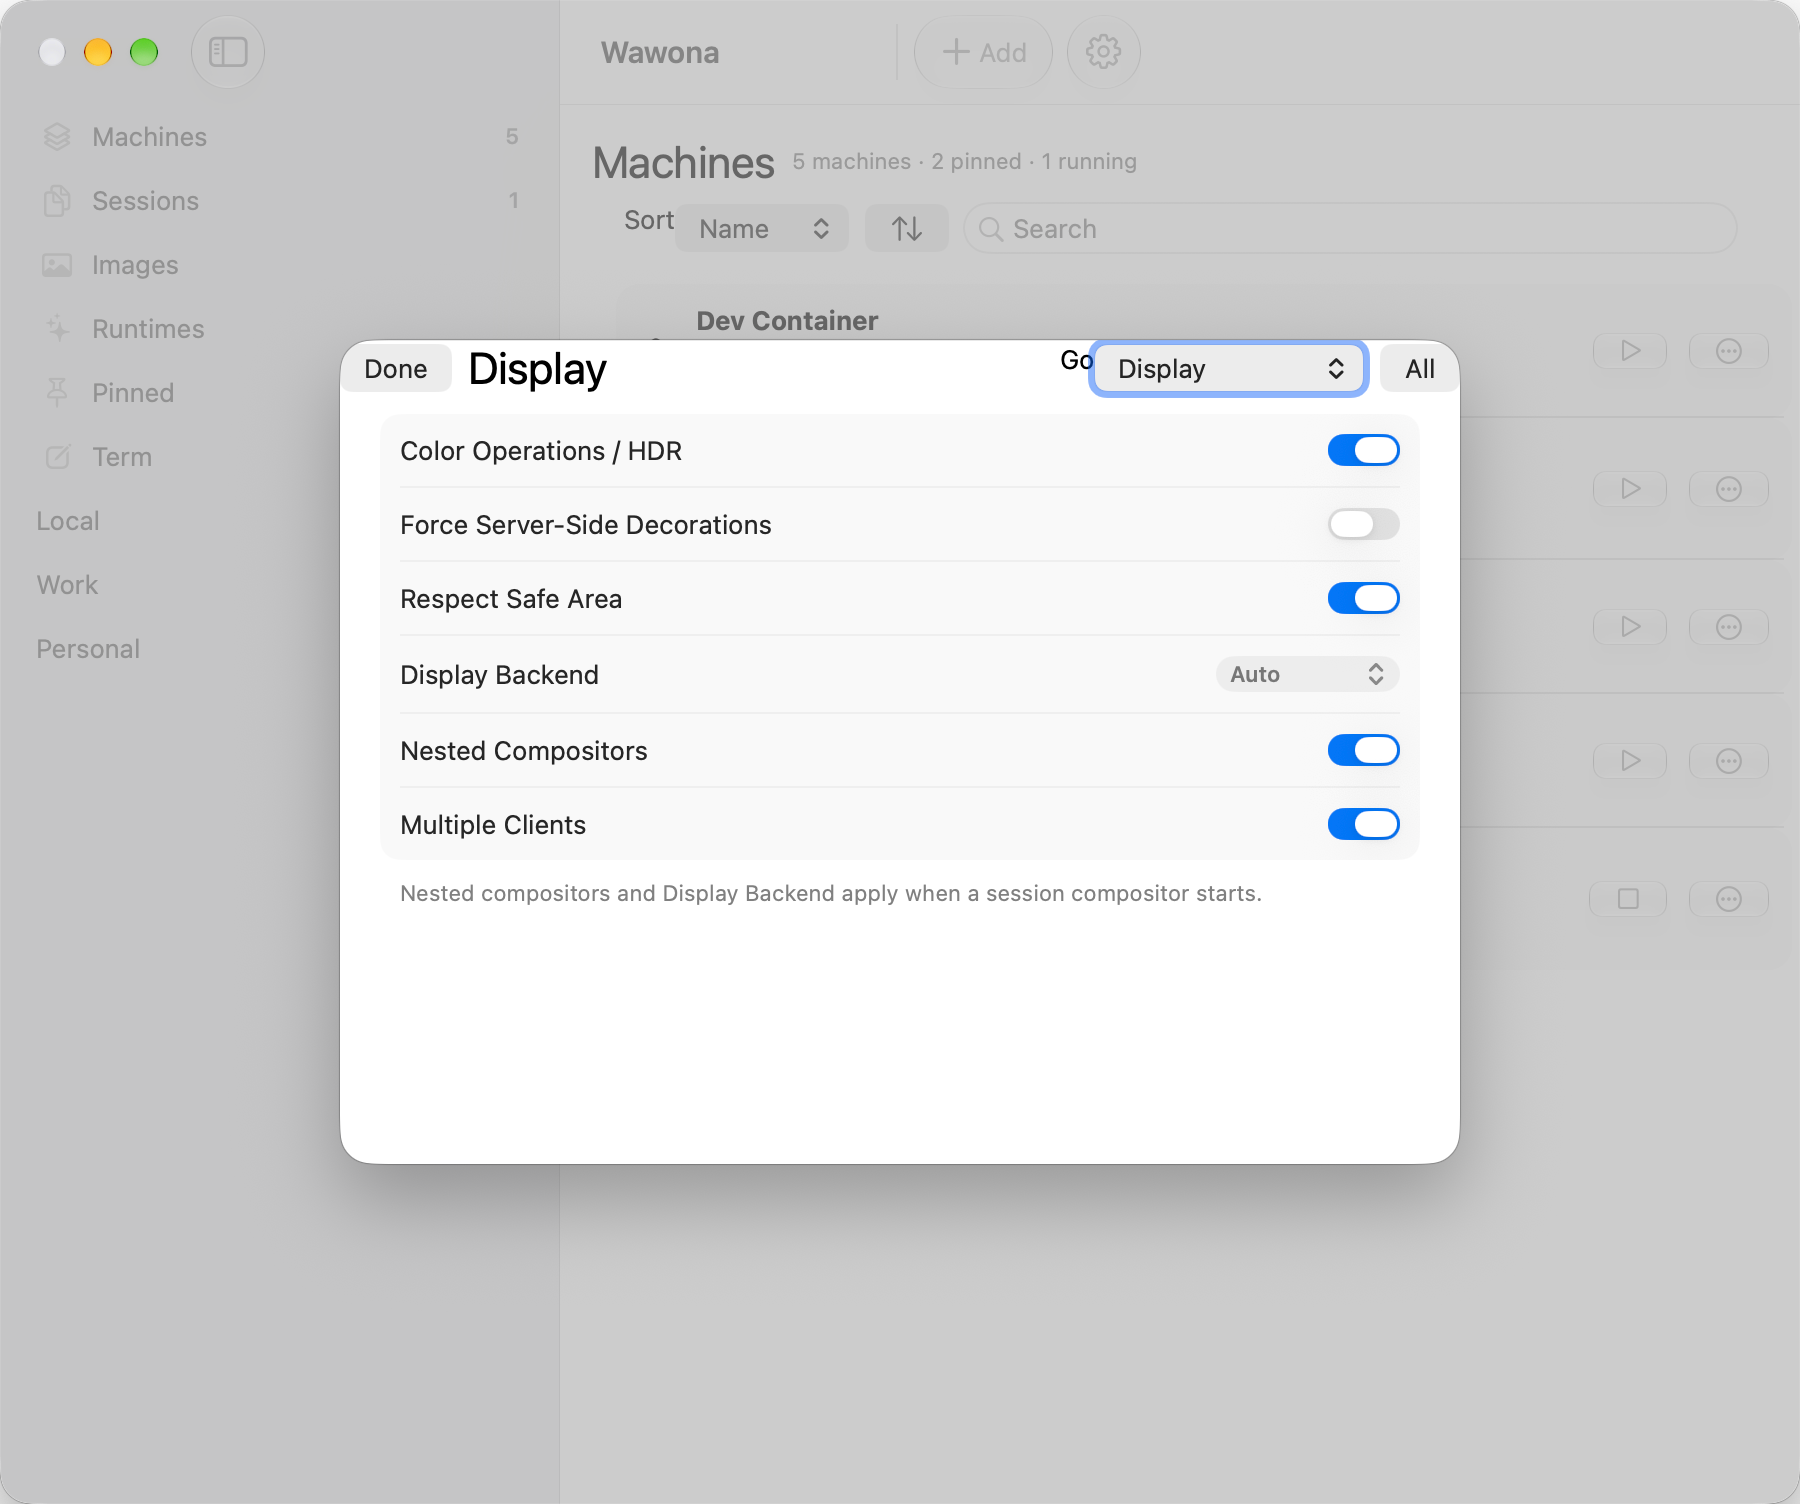 Wawona
Add
Machines 5
Sessions 1
Images
Runtimes
Pinned
Term
Local
Work
Personal
Machines 5 machines · 2 pinned · 1 running
Sort Name Search
Dev Container
Done Display Go Display All
Color Operations / HDR
Force Server-Side Decorations
Respect Safe Area
Display Backend Auto
Nested Compositors
Multiple Clients
Nested compositors and Display Backend apply when a session compositor starts.